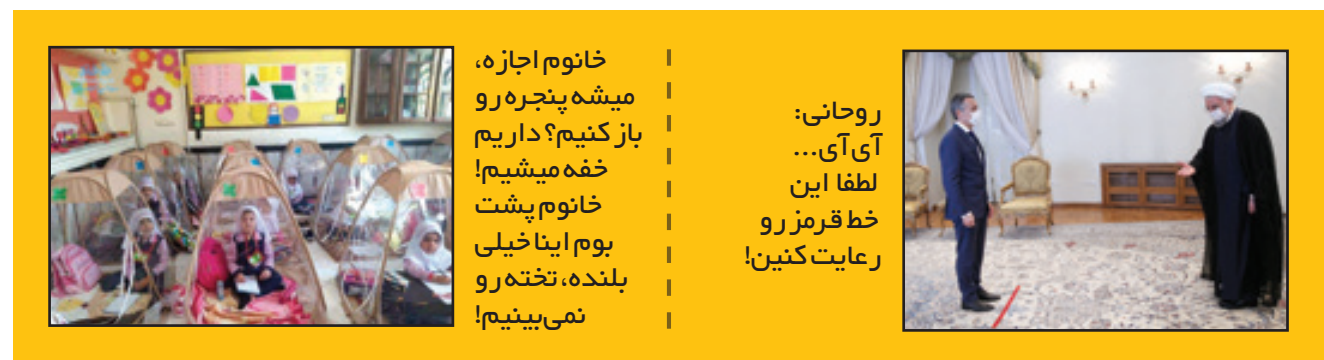 روحانی:
آی آی...
لطفا این
خط قرمز رو
رعایت کنین!
خانوم اجازه،
میشه پنجره رو
باز کنیم؟ داریم
خفه میشیم!
خانوم پشت
بوم اینا خیلی
بلنده، تخته رو
نمی‌بینیم!